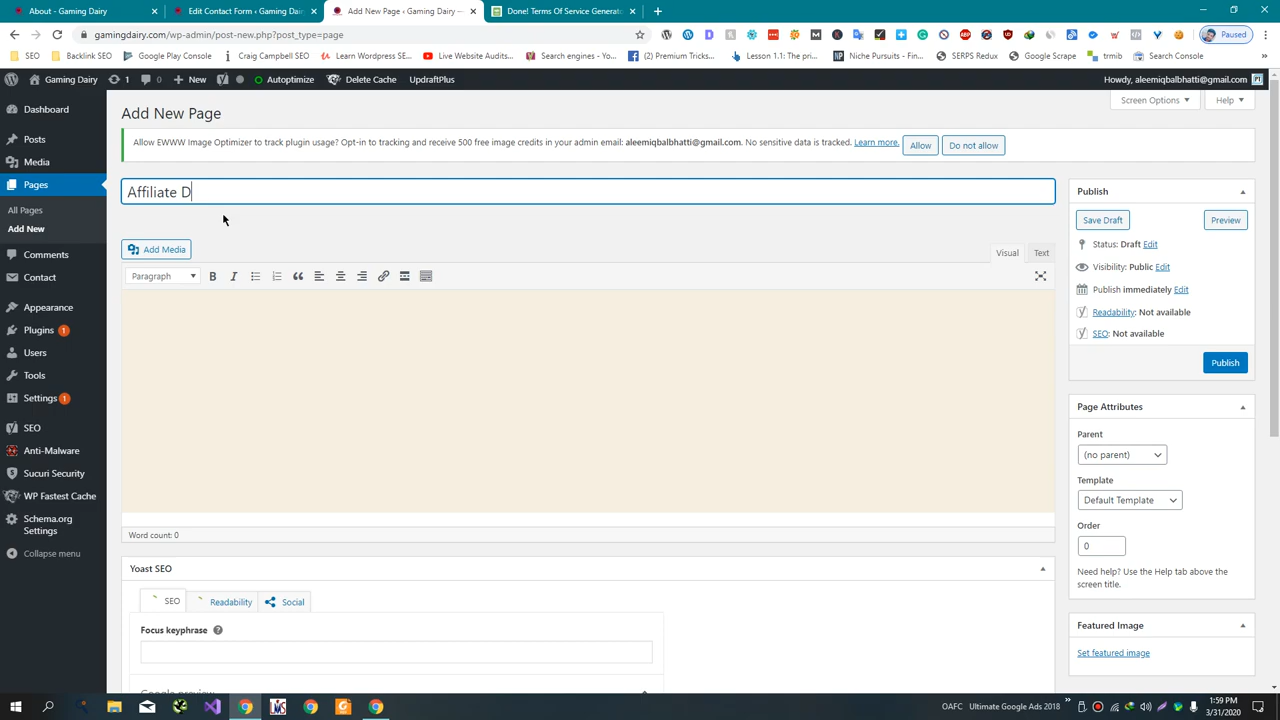 About - Gaming Dairy
Edit Contact Form ‹ Gaming Dairy
Add New Page ‹ Gaming Dairy —
Done! Terms Of Service Generator
gamingdairy.com/wp-admin/post-new.php?post_type=page
Paused
SEO
Backlink SEO
Google Play Console
Craig Campbell SEO
Learn more SEO
Live Website Audits...
Search engines - Yo...
(2) Premium Tracks...
Lesson 1.1: The pri...
Niche Pursuits - Fin...
SERPS Redux
Google Scrape
trmib
Search Console
Gaming Dairy
1
0
New
Autoptimize
Delete Cache
UpdraftPlus
Howdy, aleemiqbalbhatti@gmail.com
Dashboard
Posts
Media
Pages
All Pages
Add New
Comments
Contact
Appearance
Plugins 1
Users
Tools
Settings 1
SEO
Anti-Malware
Sucuri Security
WP Fastest Cache
Schema.org
Settings
Collapse menu
Add New Page
Screen Options
Help
Allow EWWW Image Optimizer to track plugin usage? Opt-in to tracking and receive 500 free image credits in your admin email: aleemiqbalbhatti@gmail.com. No sensitive data is tracked. Learn more.
Allow
Do not allow
Affiliate D
Add Media
Visual
Text
Paragraph
Word count: 0
Yoast SEO
SEO
Readability
Social
Focus keyphrase
Google preview
Publish
Save Draft
Preview
Status: Draft Edit
Visibility: Public Edit
Publish immediately Edit
Readability: Not available
SEO: Not available
Publish
Page Attributes
Parent
(no parent)
Template
Default Template
Order
0
Need help? Use the Help tab above the
screen title.
Featured Image
Set featured image
OAFC
Ultimate Google Ads 2018
1:59 PM
3/31/2020